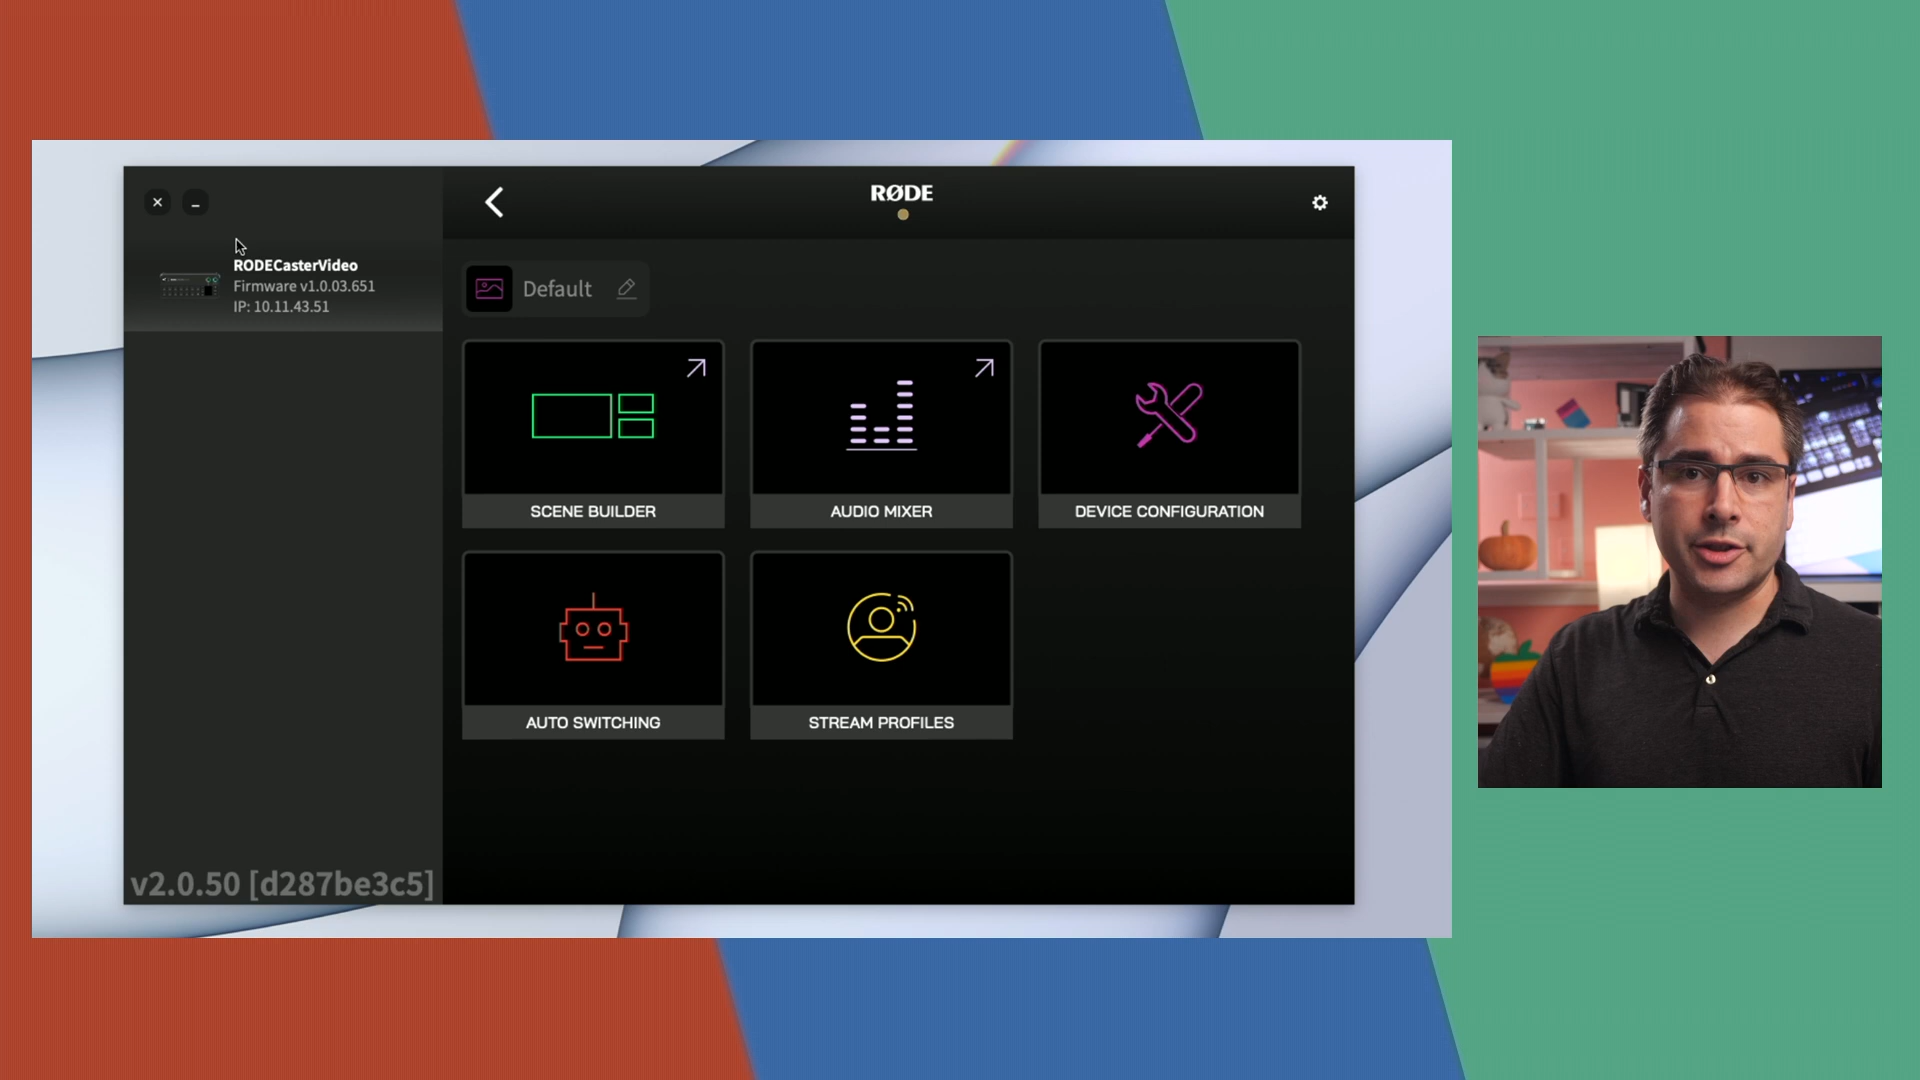 RØDE
RODECasterVideo
Firmware v1.0.03.651
IP: 10.11.43.51
Default
SCENE BUILDER
AUDIO MIXER
DEVICE CONFIGURATION
AUTO SWITCHING
STREAM PROFILES
v2.0.50 [d287be3c5]